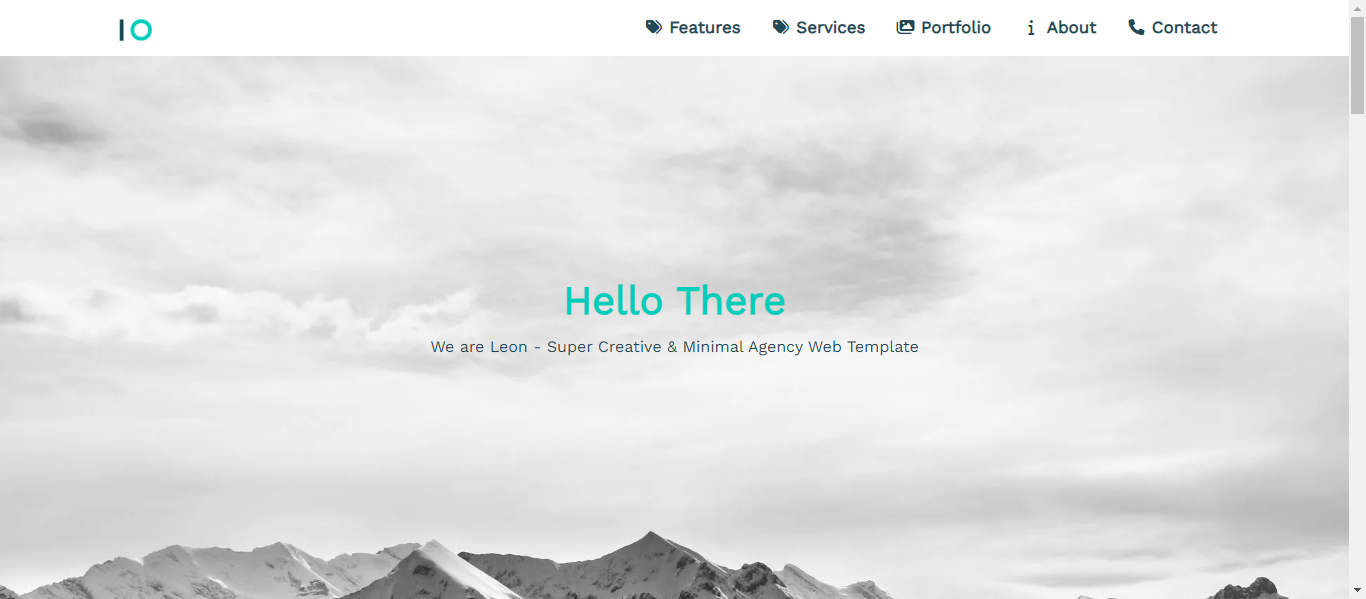 IO
Features Services Portfolio About Contact
Hello There
We are Leon - Super Creative & Minimal Agency Web Template